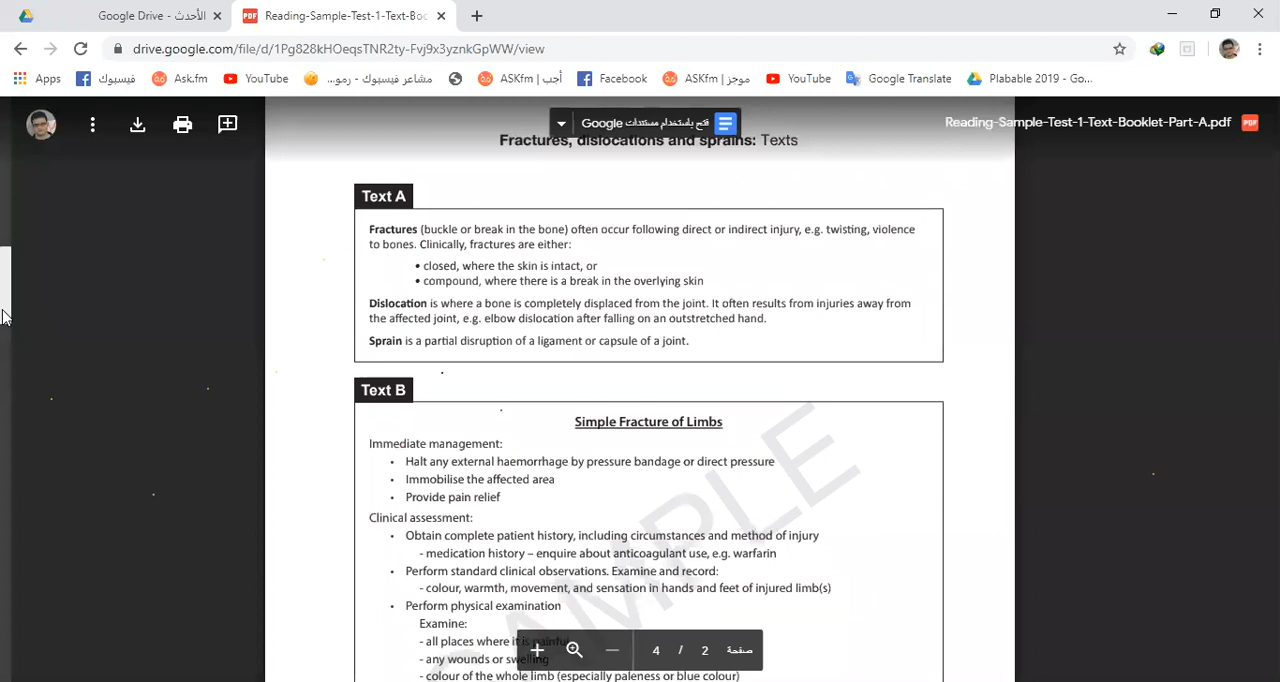 Google Drive - الأحدث
Reading-Sample-Test-1-Text-Boo
drive.google.com/file/d/1Pg828kHOeqsTNR2ty-Fvj9x3yznkGpWW/view
Apps
فيسبوك
Ask.fm
YouTube
مشاعر فيسبوك - رمو...
ASKfm | أجب
Facebook
ASKfm | موجز
YouTube
Google Translate
Plabable 2019 - Go...
فتح باستخدام مستندات Google
Reading-Sample-Test-1-Text-Booklet-Part-A.pdf
PDF
Fractures, dislocations and sprains: Texts
Text A
Fractures (buckle or break in the bone) often occur following direct or indirect injury, e.g. twisting, violence
to bones. Clinically, fractures are either:
• closed, where the skin is intact, or
• compound, where there is a break in the overlying skin
Dislocation is where a bone is completely displaced from the joint. It often results from injuries away from
the affected joint, e.g. elbow dislocation after falling on an outstretched hand.
Sprain is a partial disruption of a ligament or capsule of a joint.
Text B
Simple Fracture of Limbs
Immediate management:
• Halt any external haemorrhage by pressure bandage or direct pressure
• Immobilise the affected area
• Provide pain relief
Clinical assessment:
• Obtain complete patient history, including circumstances and method of injury
- medication history – enquire about anticoagulant use, e.g. warfarin
• Perform standard clinical observations. Examine and record:
- colour, warmth, movement, and sensation in hands and feet of injured limb(s)
• Perform physical examination
Examine:
- all places where it is painful
- any wounds or swelling
- colour of the whole limb (especially paleness or blue colour)
SAMPLE
صفحة 2 / 4